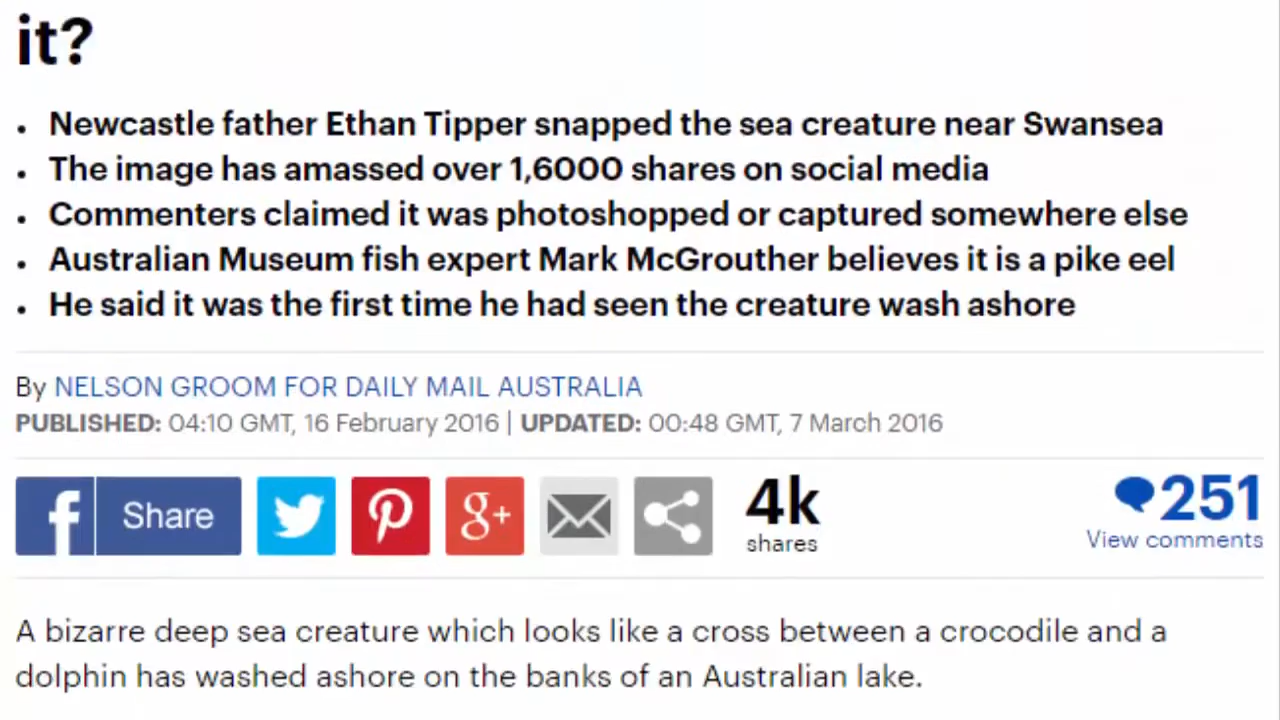 it?
• Newcastle father Ethan Tipper snapped the sea creature near Swansea
• The image has amassed over 1,6000 shares on social media
• Commenters claimed it was photoshopped or captured somewhere else
• Australian Museum fish expert Mark McGrouther believes it is a pike eel
• He said it was the first time he had seen the creature wash ashore
By NELSON GROOM FOR DAILY MAIL AUSTRALIA
PUBLISHED: 04:10 GMT, 16 February 2016 | UPDATED: 00:48 GMT, 7 March 2016
f Share g+ 4k 251
shares View comments
A bizarre deep sea creature which looks like a cross between a crocodile and a
dolphin has washed ashore on the banks of an Australian lake.